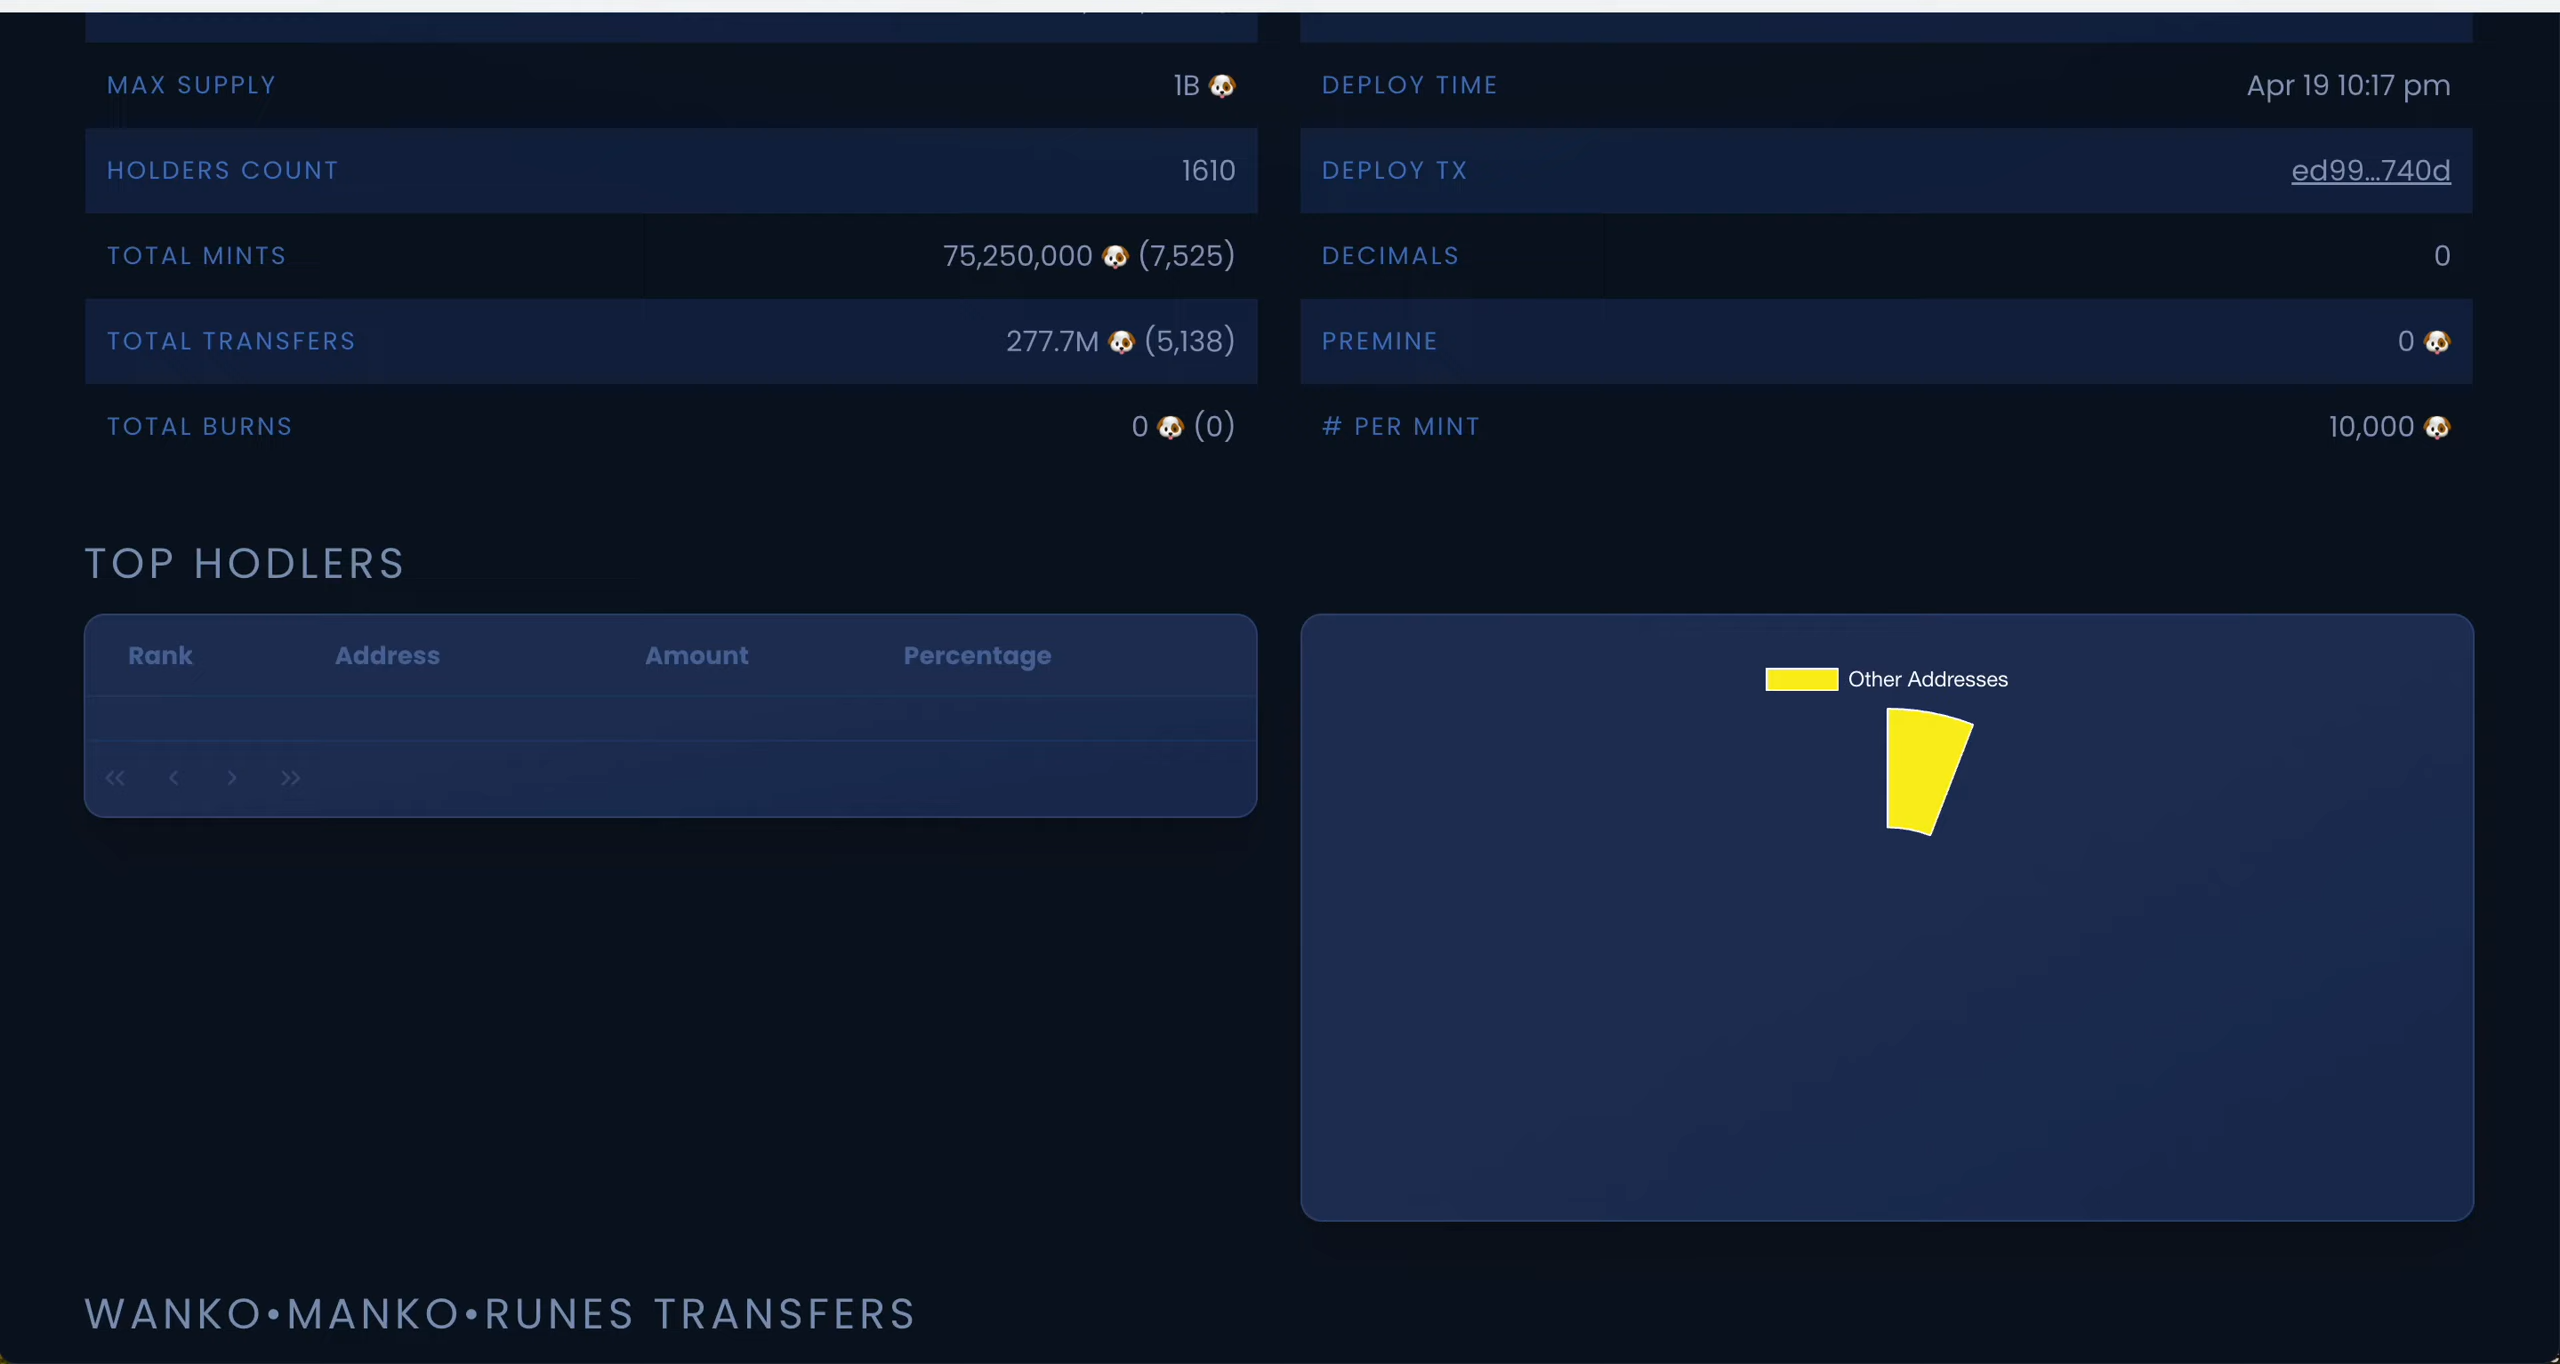 MAX SUPPLY 1B 🐶
DEPLOY TIME Apr 19 10:17 pm
HOLDERS COUNT 1610
DEPLOY TX ed99...740d
TOTAL MINTS 75,250,000 🐶 (7,525)
DECIMALS 0
TOTAL TRANSFERS 277.7M 🐶 (5,138)
PREMINE 0 🐶
TOTAL BURNS 0 🐶 (0)
# PER MINT 10,000 🐶
TOP HODLERS
Rank Address Amount Percentage
Other Addresses
WANKO•MANKO•RUNES TRANSFERS